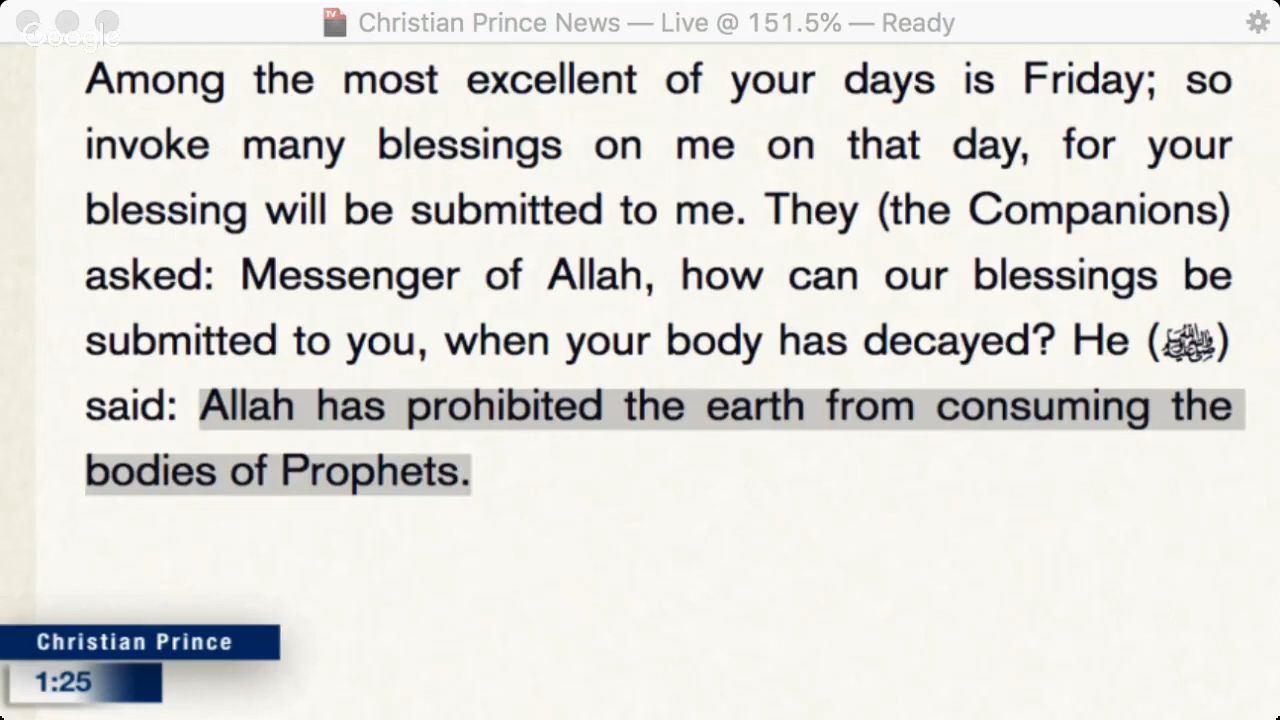 Christian Prince News — Live @ 151.5% — Ready
Google
Among the most excellent of your days is Friday; so
invoke many blessings on me on that day, for your
blessing will be submitted to me. They (the Companions)
asked: Messenger of Allah, how can our blessings be
submitted to you, when your body has decayed? He (ﷺ)
said: Allah has prohibited the earth from consuming the
bodies of Prophets.
Christian Prince
1:25